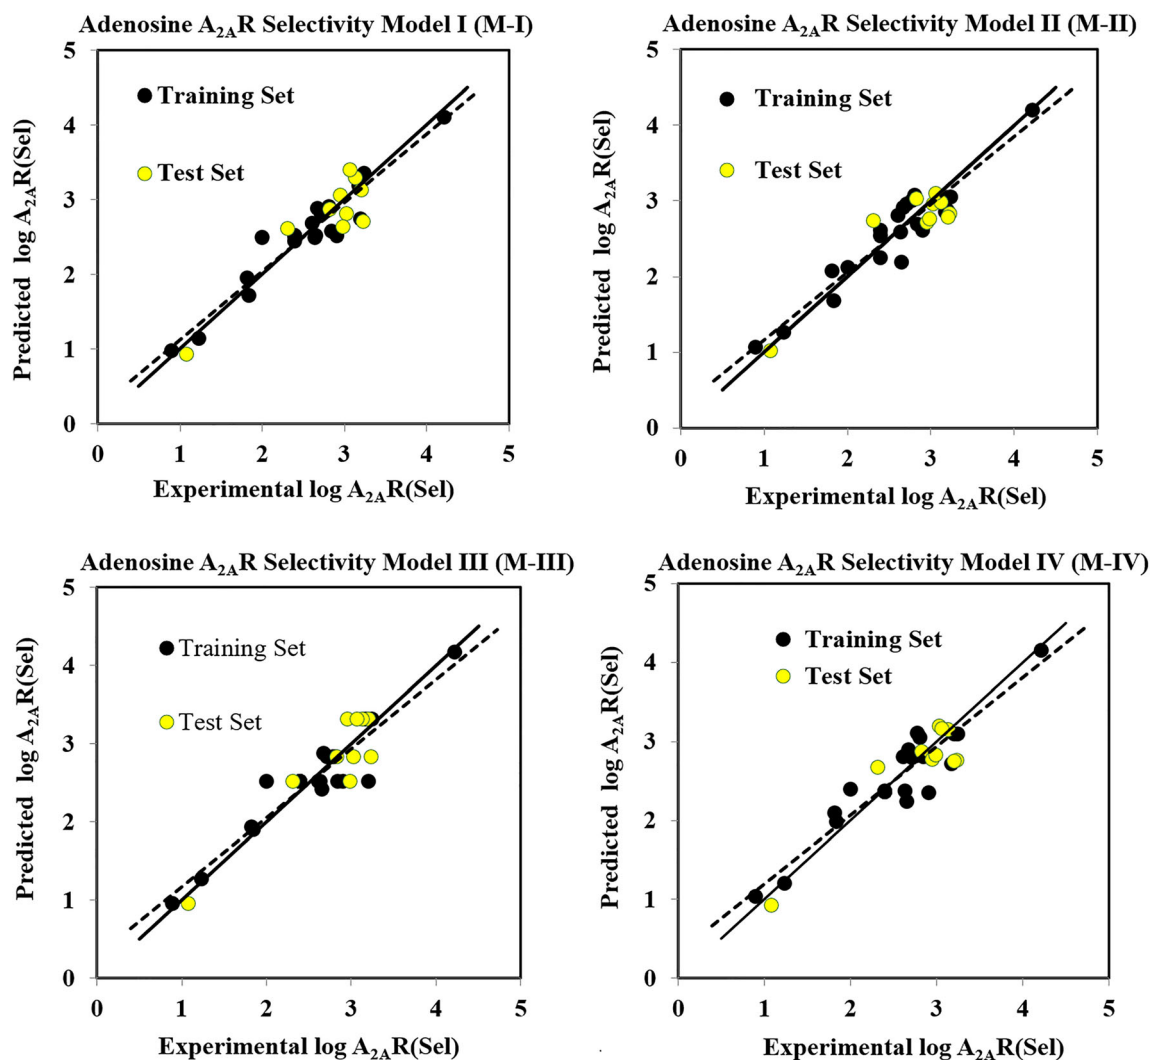 Adenosine A₂ₐR Selectivity Model I (M-I)
5
4
3
2
1
0
Predicted log A₂ₐR(Sel)
Training Set
Test Set
0 1 2 3 4 5
Experimental log A₂ₐR(Sel)
Adenosine A₂ₐR Selectivity Model II (M-II)
5
4
3
2
1
0
Predicted log A₂ₐR(Sel)
Training Set
Test Set
0 1 2 3 4 5
Experimental log A₂ₐR(Sel)
Adenosine A₂ₐR Selectivity Model III (M-III)
5
4
3
2
1
0
Predicted log A₂ₐR(Sel)
Training Set
Test Set
0 1 2 3 4 5
Experimental log A₂ₐR(Sel)
Adenosine A₂ₐR Selectivity Model IV (M-IV)
5
4
3
2
1
0
Predicted log A₂ₐR(Sel)
Training Set
Test Set
0 1 2 3 4 5
Experimental log A₂ₐR(Sel)